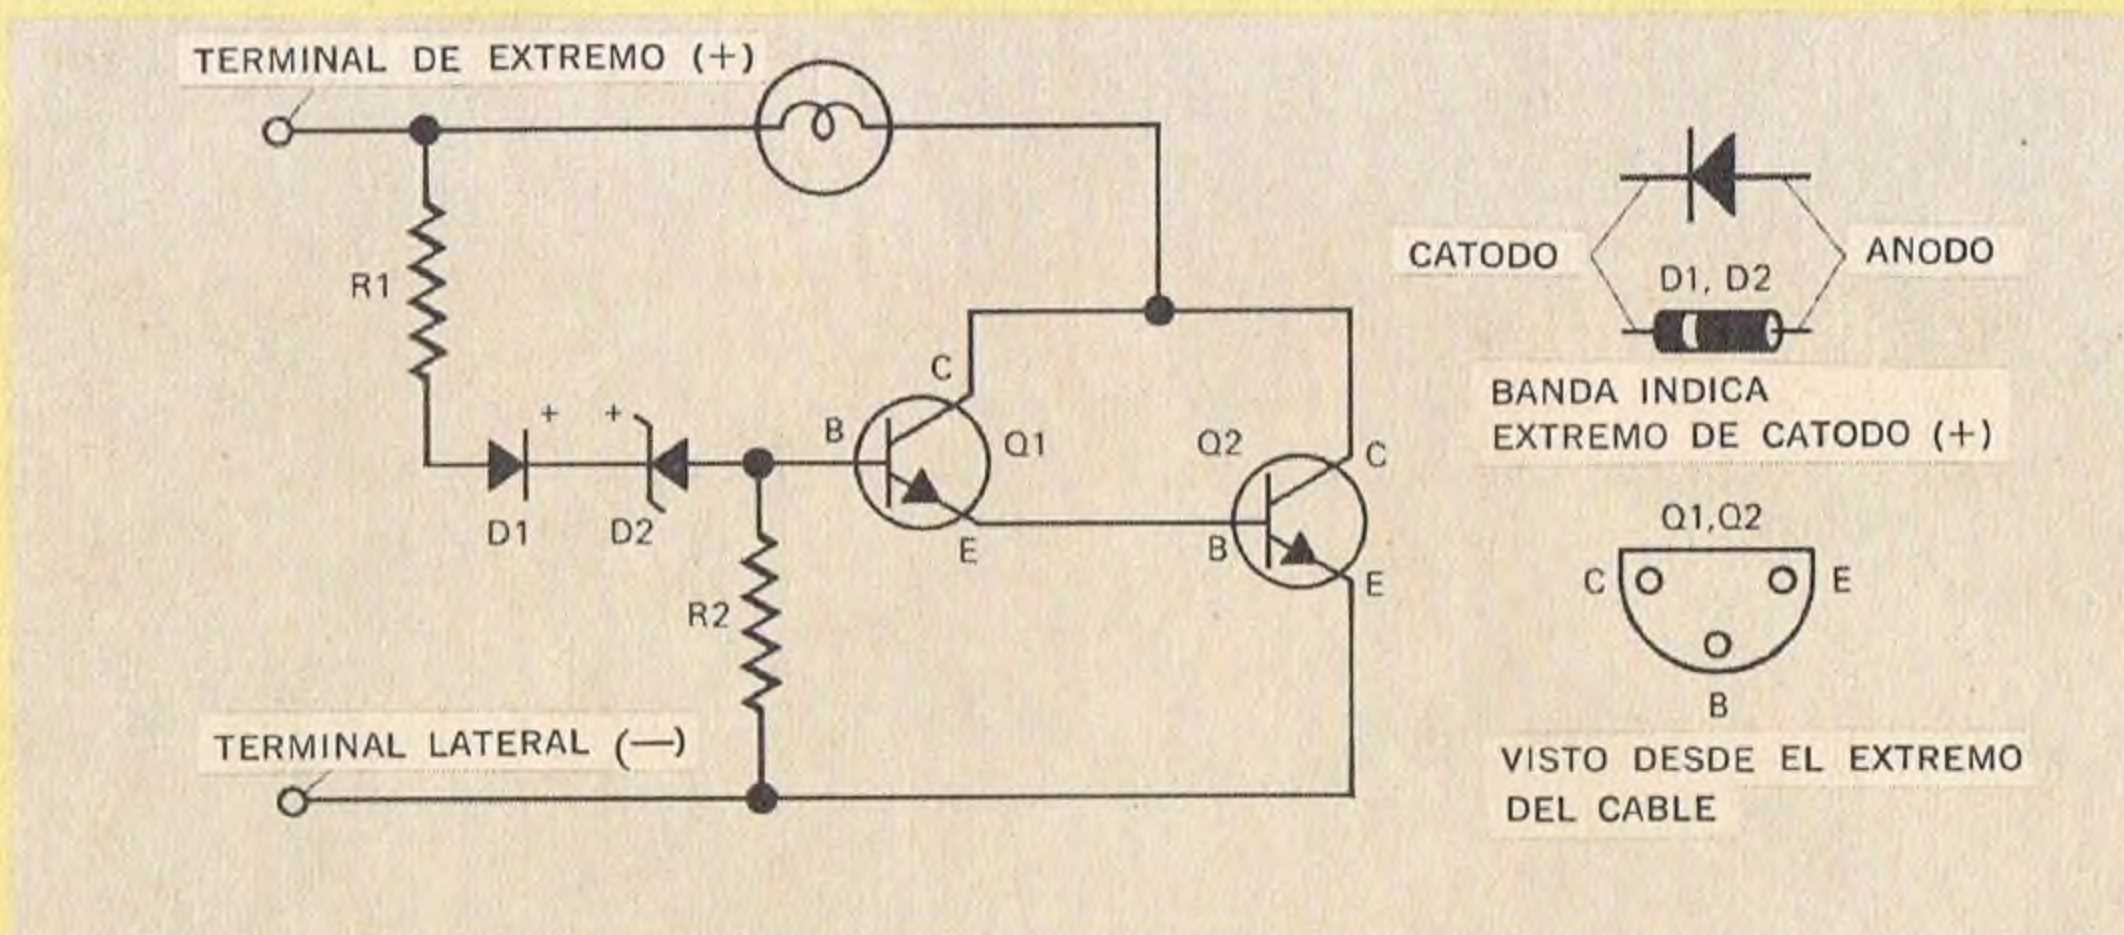 TERMINAL DE EXTREMO (+)
R1
+ +
D1 D2
R2
B
C
E
Q1
Q2
C
B
E
TERMINAL LATERAL (—)
CATODO
ANODO
D1, D2
BANDA INDICA
EXTREMO DE CATODO (+)
Q1,Q2
C E
B
VISTO DESDE EL EXTREMO
DEL CABLE